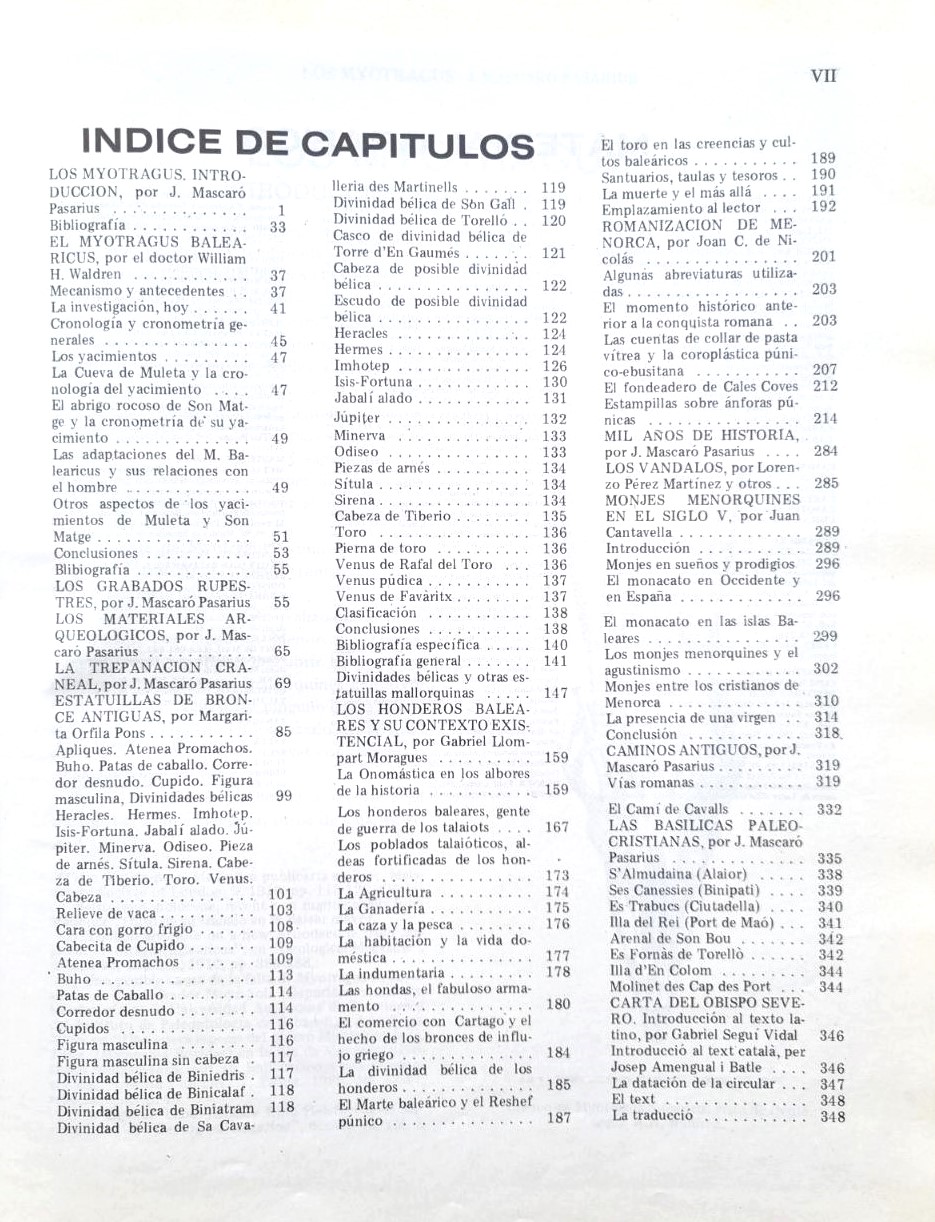 VII
INDICE DE CAPITULOS
LOS MYOTRAGUS. INTRO-
DUCCION, por J. Mascaró
Pasarius . . . . . . . . . . . 1
Bibliografía . . . . . . . . . . . 33
EL MYOTRAGUS BALEA-
RICUS, por el doctor William
H. Waldren . . . . . . . . . . . 37
Mecanismo y antecedentes . . 37
La investigación, hoy . . . . . . 41
Cronología y cronometría ge-
nerales . . . . . . . . . . . . . . 45
Los yacimientos . . . . . . . . . 47
La Cueva de Muleta y la cro-
nología del yacimiento . . . . 47
El abrigo rocoso de Son Mat-
ge y la cronometría de su ya-
cimiento . . . . . . . . . . . . . 49
Las adaptaciones del M. Ba-
learicus y sus relaciones con
el hombre . . . . . . . . . . . . 49
Otros aspectos de los yaci-
mientos de Muleta y Son
Matge . . . . . . . . . . . . . . . 51
Conclusiones . . . . . . . . . . 53
Blibiografía . . . . . . . . . . . 55
LOS GRABADOS RUPES-
TRES, por J. Mascaró Pasarius 55
LOS MATERIALES AR-
QUEOLOGICOS, por J. Mas-
caró Pasarius . . . . . . . . . . 65
LA TREPANACION CRA-
NEAL, por J. Mascaró Pasarius 69
ESTATUILLAS DE BRON-
CE ANTIGUAS, por Margari-
ta Orfila Pons . . . . . . . . . . 85
Apliques. Atenea Promachos.
Buho. Patas de caballo. Corre-
dor desnudo. Cupido. Figura
masculina, Divinidades bélicas 99
Heracles. Hermes. Imhotep.
Isis-Fortuna. Jabalí alado. Jú-
piter. Minerva. Odiseo. Pieza
de arnés. Sítula. Sirena. Cabe-
za de Tiberio. Toro. Venus.
Cabeza . . . . . . . . . . . . . . 101
Relieve de vaca . . . . . . . . . 103
Cara con gorro frigio . . . . . . 108
Cabecita de Cupido . . . . . . . 109
Atenea Promachos . . . . . . . 109
Buho . . . . . . . . . . . . . . . . 113
Patas de Caballo . . . . . . . . . 114
Corredor desnudo . . . . . . . . 114
Cupidos . . . . . . . . . . . . . . 116
Figura masculina . . . . . . . . 116
Figura masculina sin cabeza . 117
Divinidad bélica de Biniedris . 117
Divinidad bélica de Binicalaf . 118
Divinidad bélica de Biniatram 118
Divinidad bélica de Sa Cava-
lleria des Martinells . . . . . . . 119
Divinidad bélica de Són Gall . 119
Divinidad bélica de Torelló . . 120
Casco de divinidad bélica de
Torre d'En Gaumés . . . . . . . 121
Cabeza de posible divinidad
bélica . . . . . . . . . . . . . . . 122
Escudo de posible divinidad
bélica . . . . . . . . . . . . . . . 122
Heracles . . . . . . . . . . . . . . 124
Hermes . . . . . . . . . . . . . . 124
Imhotep . . . . . . . . . . . . . . 126
Isis-Fortuna . . . . . . . . . . . . 130
Jabalí alado . . . . . . . . . . . . 131
Júpiter . . . . . . . . . . . . . . . 132
Minerva . . . . . . . . . . . . . . 133
Odiseo . . . . . . . . . . . . . . . 133
Piezas de arnés . . . . . . . . . . 134
Sítula . . . . . . . . . . . . . . . . 134
Sirena . . . . . . . . . . . . . . . 134
Cabeza de Tiberio . . . . . . . . 135
Toro . . . . . . . . . . . . . . . . 136
Pierna de toro . . . . . . . . . . 136
Venus de Rafal del Toro . . . 136
Venus púdica . . . . . . . . . . . 137
Venus de Favàritx . . . . . . . . 137
Clasificación . . . . . . . . . . . 138
Conclusiones . . . . . . . . . . . 138
Bibliografía específica . . . . . 140
Bibliografía general . . . . . . . 141
Divinidades bélicas y otras es-
tatuillas mallorquinas . . . . . 147
LOS HONDEROS BALEA-
RES Y SU CONTEXTO EXIS-
TENCIAL, por Gabriel Llom-
part Moragues . . . . . . . . . . 159
La Onomástica en los albores
de la historia . . . . . . . . . . . 159
Los honderos baleares, gente
de guerra de los talaiots . . . . 167
Los poblados talaióticos, al-
deas fortificadas de los hon-
deros . . . . . . . . . . . . . . . . 173
La Agricultura . . . . . . . . . . 174
La Ganadería . . . . . . . . . . . 175
La caza y la pesca . . . . . . . . 176
La habitación y la vida do-
méstica . . . . . . . . . . . . . . 177
La indumentaria . . . . . . . . . 178
Las hondas, el fabuloso arma-
mento . . . . . . . . . . . . . . . 180
El comercio con Cartago y el
hecho de los bronces de influ-
jo griego . . . . . . . . . . . . . . 184
La divinidad bélica de los
honderos . . . . . . . . . . . . . . 185
El Marte baleárico y el Reshef
púnico . . . . . . . . . . . . . . . 187
El toro en las creencias y cul-
tos baleáricos . . . . . . . . . . . 189
Santuarios, taulas y tesoros . . 190
La muerte y el más allá . . . . 191
Emplazamiento al lector . . . 192
ROMANIZACION DE ME-
NORCA, por Joan C. de Ni-
colás . . . . . . . . . . . . . . . . 201
Algunas abreviaturas utiliza-
das . . . . . . . . . . . . . . . . . 203
El momento histórico ante-
rior a la conquista romana . . 203
Las cuentas de collar de pasta
vítrea y la coroplástica púni-
co-ebusitana . . . . . . . . . . . 207
El fondeadero de Cales Coves 212
Estampillas sobre ánforas pú-
nicas . . . . . . . . . . . . . . . . 214
MIL AÑOS DE HISTORIA,
por J. Mascaró Pasarius . . . . 284
LOS VANDALOS, por Loren-
zo Pérez Martínez y otros . . . 285
MONJES MENORQUINES
EN EL SIGLO V, por Juan
Cantavella . . . . . . . . . . . . . 289
Introducción . . . . . . . . . . . 289
Monjes en sueños y prodigios 296
El monacato en Occidente y
en España . . . . . . . . . . . . . 296
El monacato en las islas Ba-
leares . . . . . . . . . . . . . . . . 299
Los monjes menorquines y el
agustinismo . . . . . . . . . . . . 302
Monjes entre los cristianos de
Menorca . . . . . . . . . . . . . . 310
La presencia de una virgen . . 314
Conclusión . . . . . . . . . . . . 318
CAMINOS ANTIGUOS, por J.
Mascaró Pasarius . . . . . . . . . 319
Vías romanas . . . . . . . . . . . 319
El Camí de Cavalls . . . . . . . 332
LAS BASILICAS PALEO-
CRISTIANAS, por J. Mascaró
Pasarius . . . . . . . . . . . . . . 335
S'Almudaina (Alaior) . . . . . 338
Ses Canessies (Binipati) . . . . 339
Es Trabucs (Ciutadella) . . . . 340
Illa del Rei (Port de Maó) . . . 341
Arenal de Son Bou . . . . . . . 342
Es Fornàs de Torelló . . . . . . 342
Illa d'En Colom . . . . . . . . . 344
Molinet des Cap des Port . . . 344
CARTA DEL OBISPO SEVE-
RO. Introducción al texto la-
tino, por Gabriel Seguí Vidal 346
Introducció al text català, per
Josep Amengual i Batle . . . . 346
La datación de la circular . . . 347
El text . . . . . . . . . . . . . . . 348
La traducció . . . . . . . . . . . 348